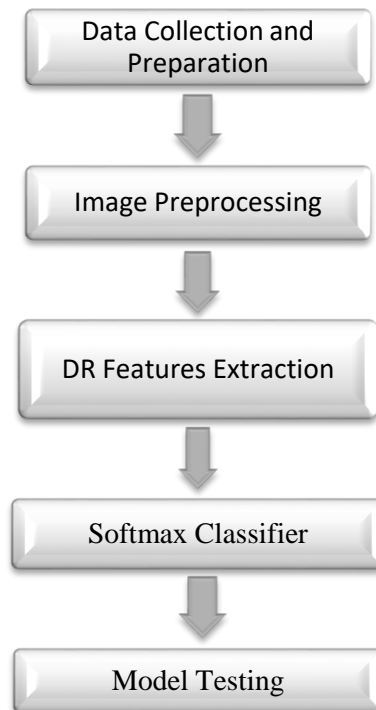 Data Collection and
Preparation
Image Preprocessing
DR Features Extraction
Softmax Classifier
Model Testing